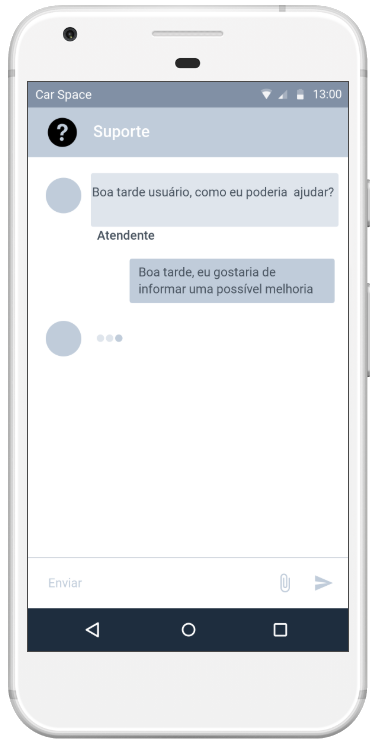 Car Space
13:00
?
Suporte
Boa tarde usuário, como eu poderia ajudar?
Atendente
Boa tarde, eu gostaria de
informar uma possível melhoria
Enviar